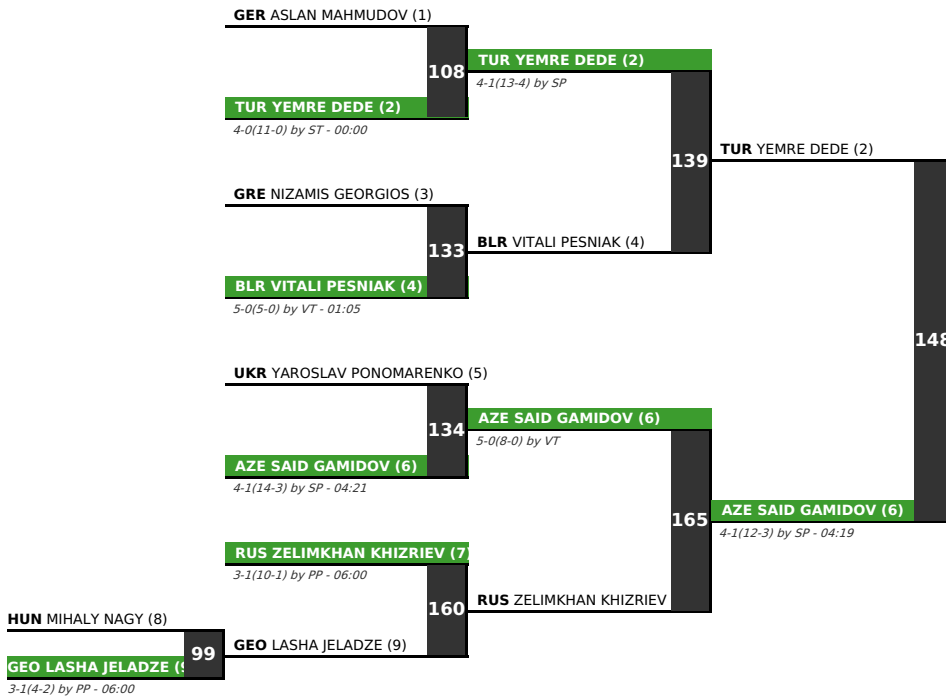 GER ASLAN MAHMUDOV (1)
108
TUR YEMRE DEDE (2)
4-0(11-0) by ST - 00:00
TUR YEMRE DEDE (2)
4-1(13-4) by SP
139
GRE NIZAMIS GEORGIOS (3)
133
BLR VITALI PESNIAK (4)
5-0(5-0) by VT - 01:05
BLR VITALI PESNIAK (4)
TUR YEMRE DEDE (2)
148
UKR YAROSLAV PONOMARENKO (5)
134
AZE SAID GAMIDOV (6)
4-1(14-3) by SP - 04:21
AZE SAID GAMIDOV (6)
5-0(8-0) by VT
165
AZE SAID GAMIDOV (6)
4-1(12-3) by SP - 04:19
RUS ZELIMKHAN KHIZRIEV (7)
3-1(10-1) by PP - 06:00
160
RUS ZELIMKHAN KHIZRIEV
HUN MIHALY NAGY (8)
99
GEO LASHA JELADZE (9
3-1(4-2) by PP - 06:00
GEO LASHA JELADZE (9)